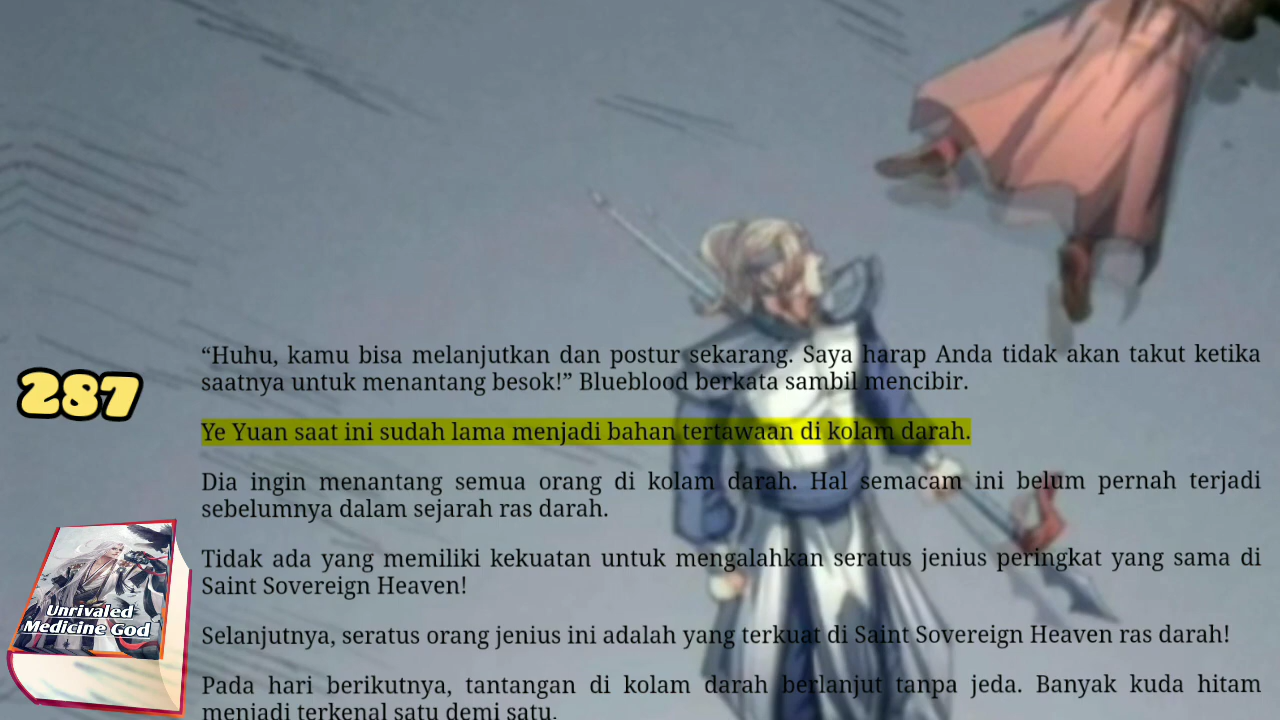 “Huhu, kamu bisa melanjutkan dan postur sekarang. Saya harap Anda tidak akan takut ketika
saatnya untuk menantang besok!” Blueblood berkata sambil mencibir.
287
Ye Yuan saat ini sudah lama menjadi bahan tertawaan di kolam darah.
Dia ingin menantang semua orang di kolam darah. Hal semacam ini belum pernah terjadi
sebelumnya dalam sejarah ras darah.
Tidak ada yang memiliki kekuatan untuk mengalahkan seratus jenius peringkat yang sama di
Saint Sovereign Heaven!
Unrivaled
Medicine God
Selanjutnya, seratus orang jenius ini adalah yang terkuat di Saint Sovereign Heaven ras darah!
Pada hari berikutnya, tantangan di kolam darah berlanjut tanpa jeda. Banyak kuda hitam
menjadi terkenal satu demi satu.